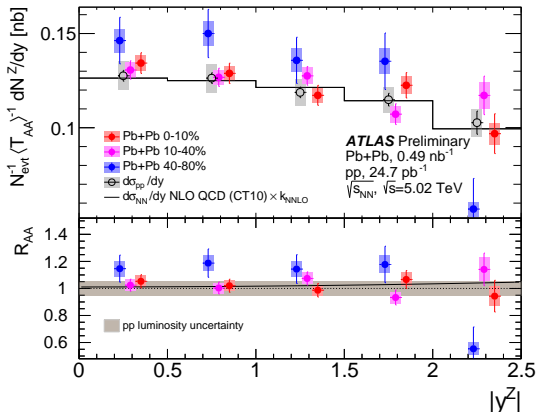 N_evt^-1 ⟨T_AA⟩^-1 dN^Z/dy [nb]
0.15
0.1
Pb+Pb 0-10%
Pb+Pb 10-40%
Pb+Pb 40-80%
dσ_pp/dy
dσ_NN/dy NLO QCD (CT10) × k_NNLO
ATLAS Preliminary
Pb+Pb, 0.49 nb^-1
pp, 24.7 pb^-1
√s_NN, √s=5.02 TeV
R_AA
1.4
1.2
1.0
0.8
0.6
pp luminosity uncertainty
0 0.5 1 1.5 2 2.5
|y^Z|